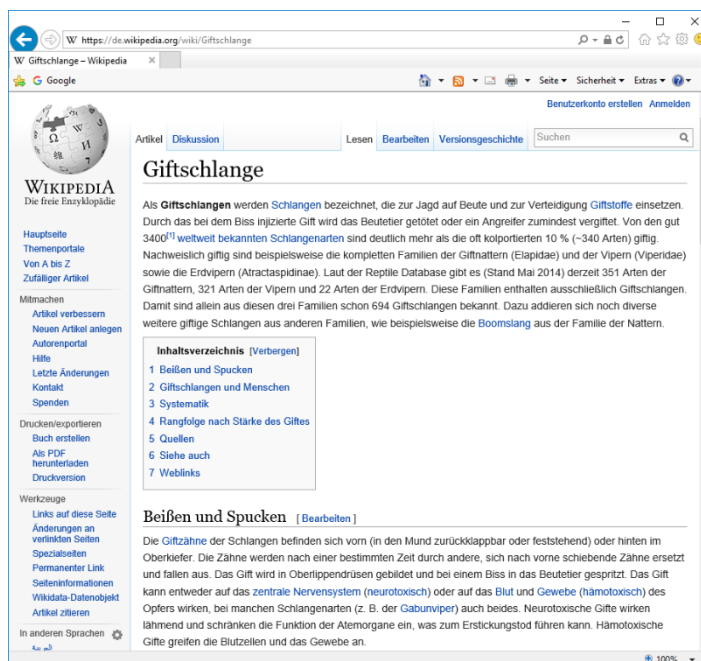 W https://de.wikipedia.org/wiki/Giftschlange
W Giftschlange – Wikipedia
Google
Seite Sicherheit Extras
Benutzerkonto erstellen Anmelden
Artikel Diskussion Lesen Bearbeiten Versionsgeschichte Suchen
WIKIPEDIA
Die freie Enzyklopädie
Hauptseite
Themenportale
Von A bis Z
Zufälliger Artikel
Mitmachen
Artikel verbessern
Neuen Artikel anlegen
Autorenportal
Hilfe
Letzte Änderungen
Kontakt
Spenden
Drucken/exportieren
Buch erstellen
Als PDF
herunterladen
Druckversion
Werkzeuge
Links auf diese Seite
Änderungen an
verlinkten Seiten
Spezialseiten
Permanenter Link
Seiteninformationen
Wikidata-Datenobjekt
Artikel zitieren
In anderen Sprachen
العربية
Giftschlange
Als Giftschlangen werden Schlangen bezeichnet, die zur Jagd auf Beute und zur Verteidigung Giftstoffe einsetzen.
Durch das bei dem Biss injizierte Gift wird das Beutetier getötet oder ein Angreifer zumindest vergiftet. Von den gut
3400[1] weltweit bekannten Schlangenarten sind deutlich mehr als die oft kolportierten 10 % (~340 Arten) giftig.
Nachweislich giftig sind beispielsweise die kompletten Familien der Giftnattern (Elapidae) und der Vipern (Viperidae)
sowie die Erdvipern (Atractaspidinae). Laut der Reptile Database gibt es (Stand Mai 2014) derzeit 351 Arten der
Giftnattern, 321 Arten der Vipern und 22 Arten der Erdvipern. Diese Familien enthalten ausschließlich Giftschlangen.
Damit sind allein aus diesen drei Familien schon 694 Giftschlangen bekannt. Dazu addieren sich noch diverse
weitere giftige Schlangen aus anderen Familien, wie beispielsweise die Boomslang aus der Familie der Nattern.
Inhaltsverzeichnis [Verbergen]
1 Beißen und Spucken
2 Giftschlangen und Menschen
3 Systematik
4 Rangfolge nach Stärke des Giftes
5 Quellen
6 Siehe auch
7 Weblinks
Beißen und Spucken [ Bearbeiten ]
Die Giftzähne der Schlangen befinden sich vorn (in den Mund zurückklappbar oder feststehend) oder hinten im
Oberkiefer. Die Zähne werden nach einer bestimmten Zeit durch andere, sich nach vorne schiebende Zähne ersetzt
und fallen aus. Das Gift wird in Oberlippendrüsen gebildet und bei einem Biss in das Beutetier gespritzt. Das Gift
kann entweder auf das zentrale Nervensystem (neurotoxisch) oder auf das Blut und Gewebe (hämotoxisch) des
Opfers wirken, bei manchen Schlangenarten (z. B. der Gabunviper) auch beides. Neurotoxische Gifte wirken
lähmend und schränken die Funktion der Atemorgane ein, was zum Erstickungstod führen kann. Hämotoxische
Gifte greifen die Blutzellen und das Gewebe an.
100%